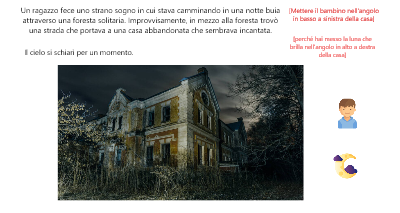 Un ragazzo fece uno strano sogno in cui stava camminando in una notte buia
attraverso una foresta solitaria. Improvvisamente, in mezzo alla foresta trovò
una strada che portava a una casa abbandonata che sembrava incantata.
Il cielo si schiarì per un momento.
[Mettere il bambino nell'angolo
in basso a sinistra della casa]
[perché hai messo la luna che
brilla nell'angolo in alto a destra
della casa]